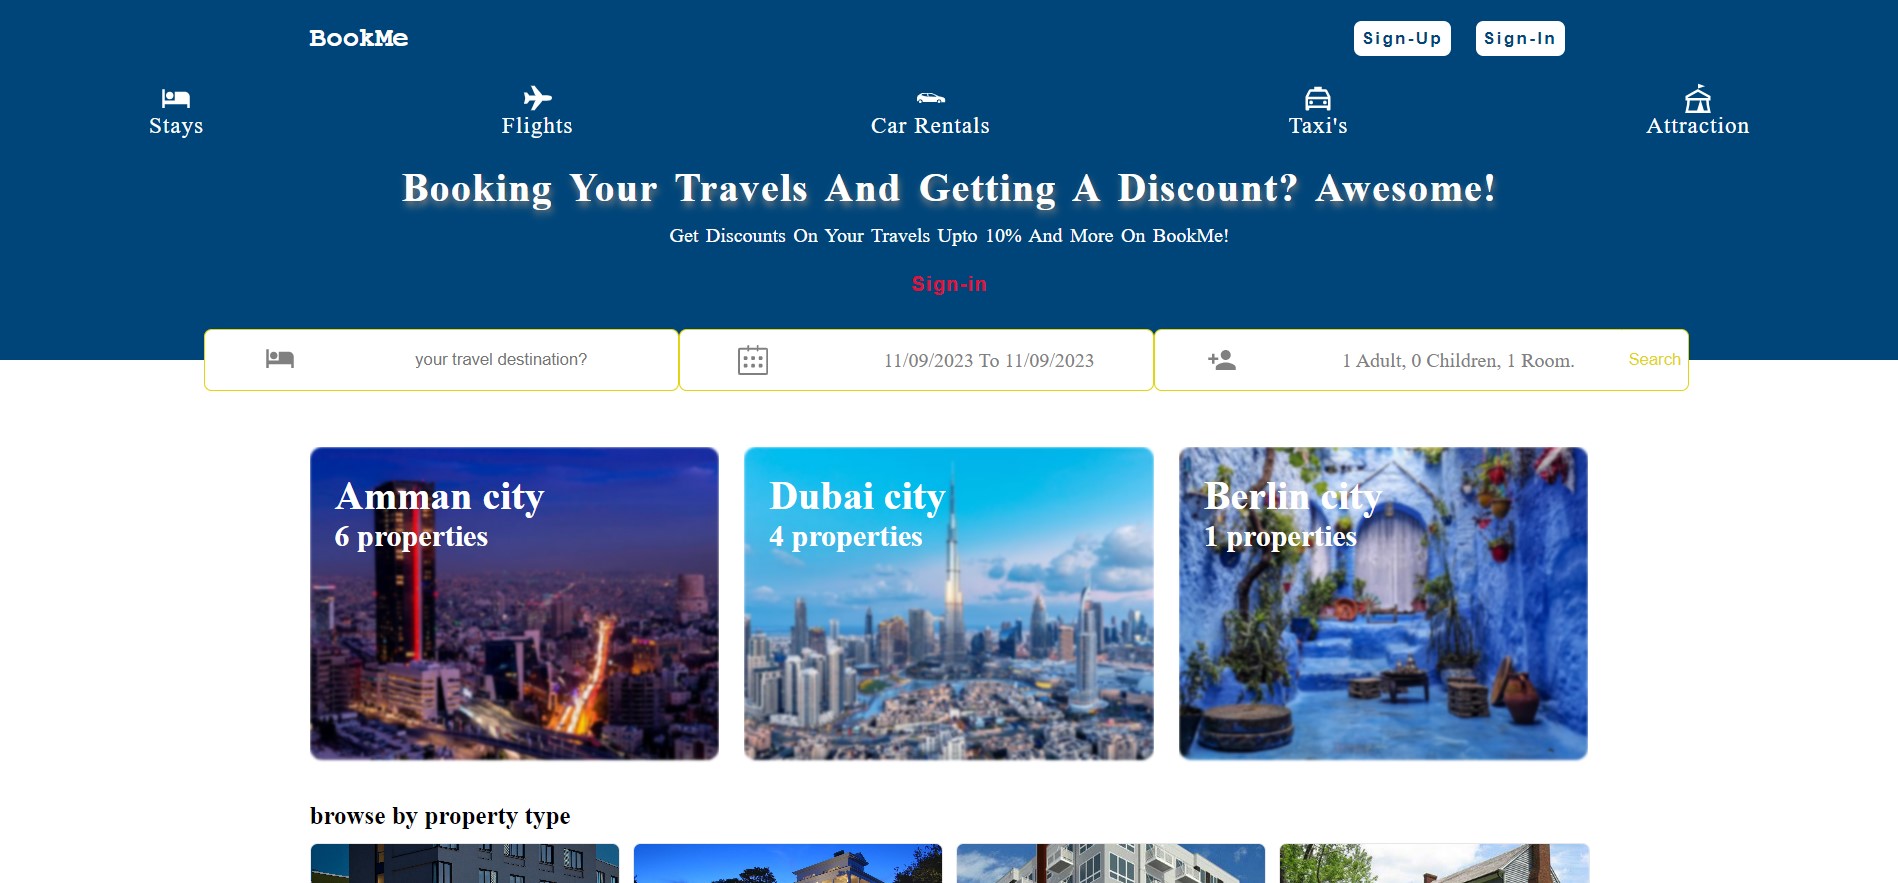 BookMe
Sign-Up
Sign-In
Stays
Flights
Car Rentals
Taxi's
Attraction
Booking Your Travels And Getting A Discount? Awesome!
Get Discounts On Your Travels Upto 10% And More On BookMe!
Sign-in
your travel destination?
11/09/2023 To 11/09/2023
1 Adult, 0 Children, 1 Room.
Search
Amman city
6 properties
Dubai city
4 properties
Berlin city
1 properties
browse by property type